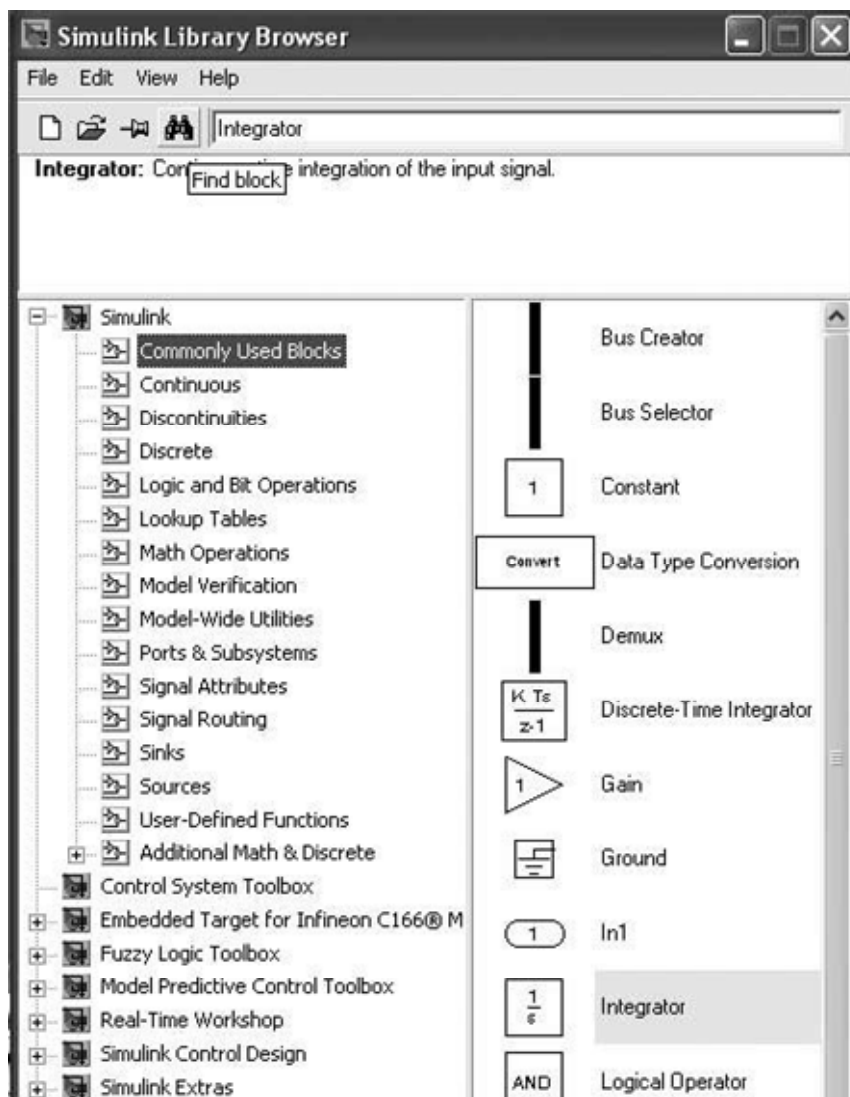 Simulink Library Browser
File Edit View Help
Integrator
Integrator: Con e integration of the input signal.
Find block
Simulink
Commonly Used Blocks
Continuous
Discontinuities
Discrete
Logic and Bit Operations
Lookup Tables
Math Operations
Model Verification
Model-Wide Utilities
Ports & Subsystems
Signal Attributes
Signal Routing
Sinks
Sources
User-Defined Functions
Additional Math & Discrete
Control System Toolbox
Embedded Target for Infineon C166® M
Fuzzy Logic Toolbox
Model Predictive Control Toolbox
Real-Time Workshop
Simulink Control Design
Simulink Extras
Bus Creator
Bus Selector
1 Constant
Convert Data Type Conversion
Demux
K Ts
z-1
Discrete-Time Integrator
1 Gain
Ground
1 In1
1
s
Integrator
AND Logical Operator